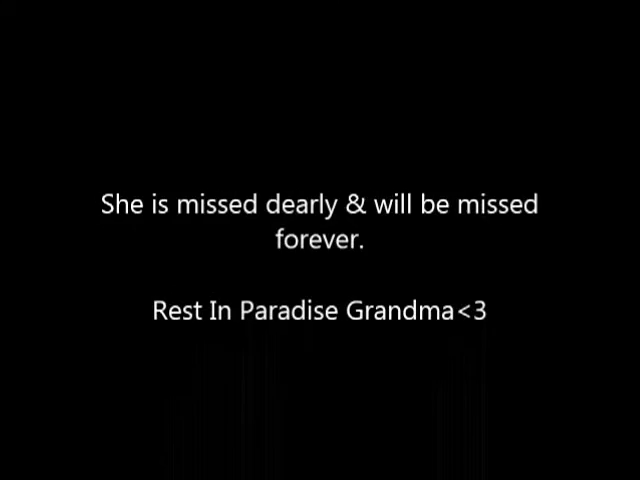 She is missed dearly & will be missed
forever.
Rest In Paradise Grandma<3